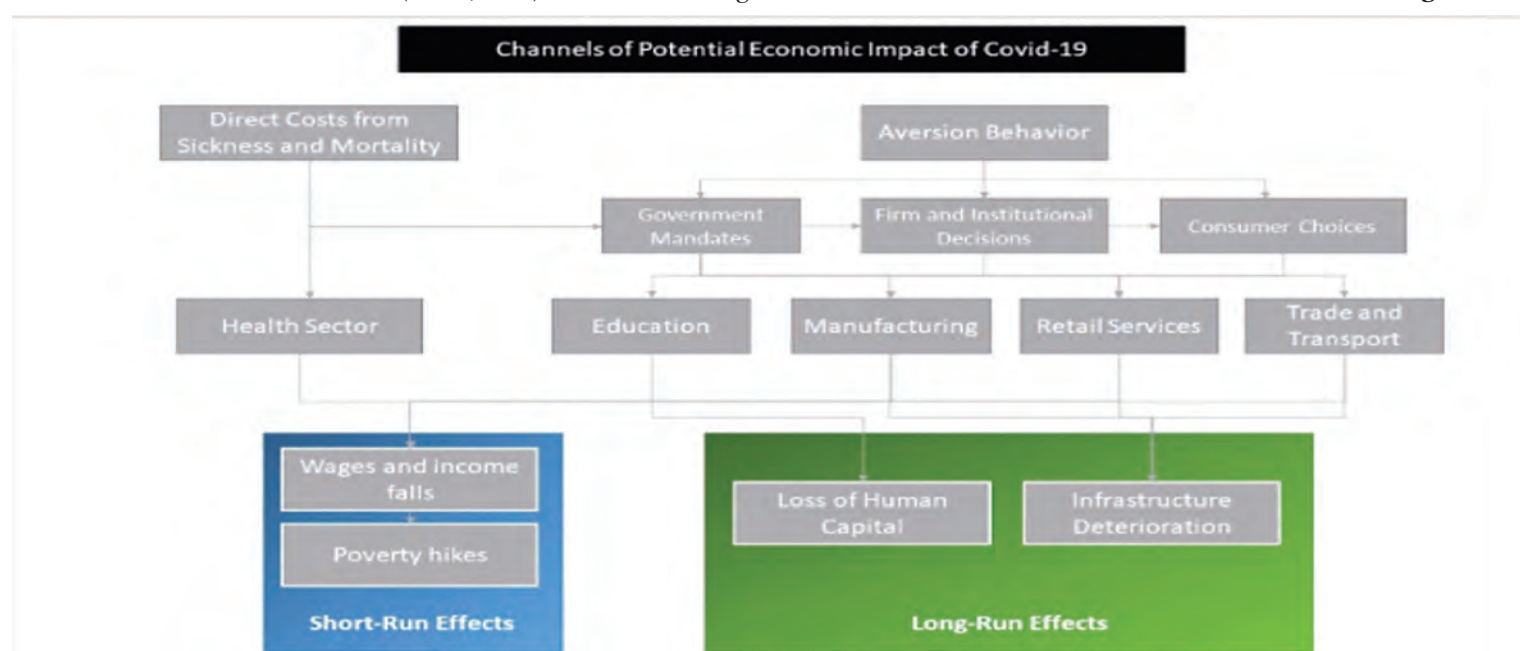 Channels of Potential Economic Impact of Covid-19
Direct Costs from
Sickness and Mortality
Aversion Behavior
Government
Mandates
Firm and Institutional
Decisions
Consumer Choices
Health Sector
Education
Manufacturing
Retail Services
Trade and
Transport
Wages and income
falls
Poverty hikes
Loss of Human
Capital
Infrastructure
Deterioration
Short-Run Effects
Long-Run Effects